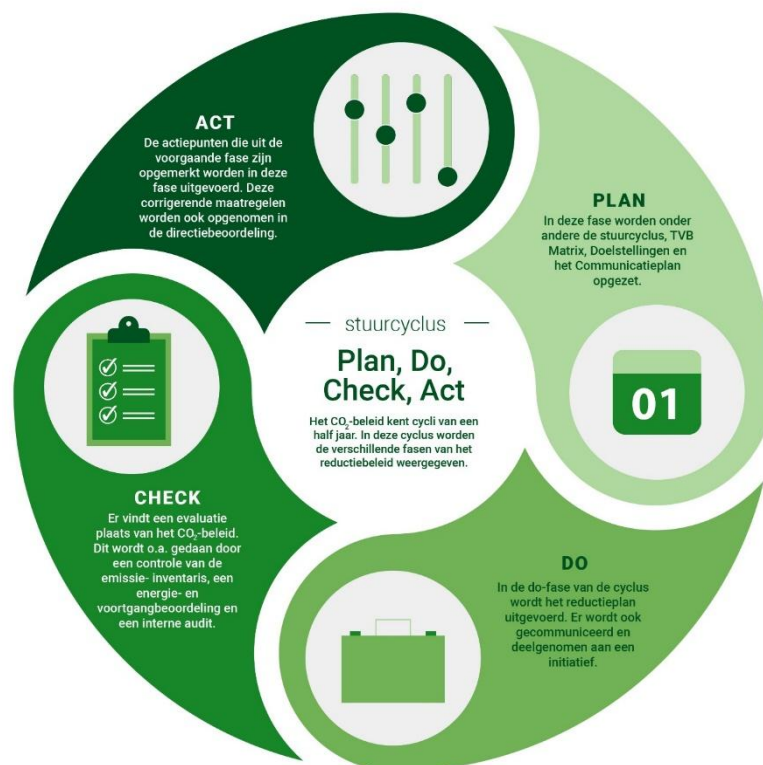 ACT
De actiepunten die uit de
voorgaande fase zijn
opgemerkt worden in deze
fase uitgevoerd. Deze
corrigerende maatregelen
worden ook opgenomen in
de directiebeoordeling.
PLAN
In deze fase worden onder
andere de stuurcyclus, TVB
Matrix, Doelstellingen en
het Communicatieplan
opgezet.
01
stuurcyclus
Plan, Do,
Check, Act
Het CO₂-beleid kent cycli van een
half jaar. In deze cyclus worden
de verschillende fasen van het
reductiebeleid weergegeven.
CHECK
Er vindt een evaluatie
plaats van het CO₂-beleid.
Dit wordt o.a. gedaan door
een controle van de
emissie- inventaris, een
energie- en
voortgangbeoordeling en
een interne audit.
DO
In de do-fase van de cyclus
wordt het reductieplan
uitgevoerd. Er wordt ook
gecommuniceerd en
deelgenomen aan een
initiatief.